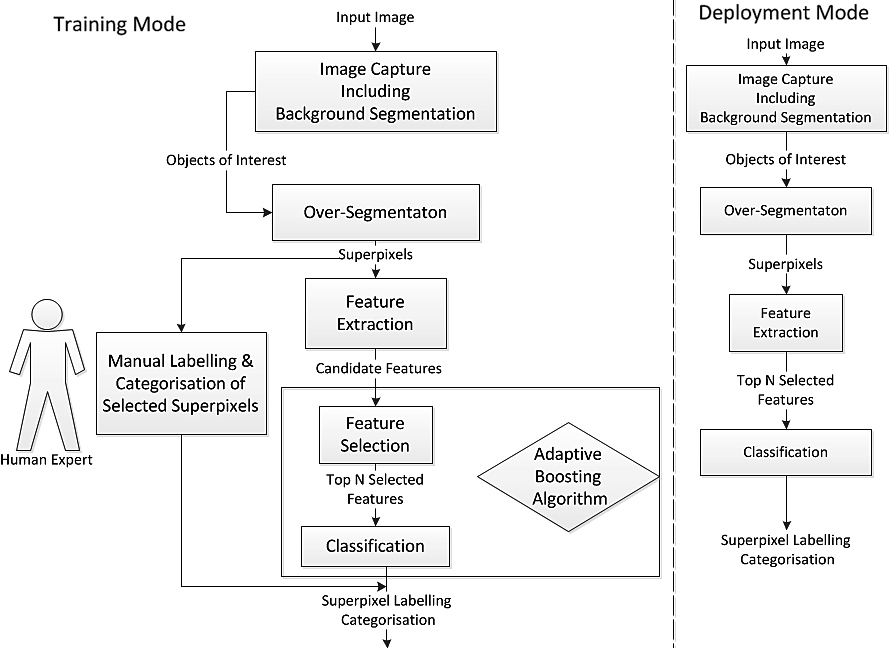 Training Mode
Input Image
Image Capture
Including
Background Segmentation
Objects of Interest
Over-Segmentaton
Superpixels
Feature
Extraction
Manual Labelling &
Categorisation of
Selected Superpixels
Human Expert
Candidate Features
Feature
Selection
Top N Selected
Features
Adaptive
Boosting
Algorithm
Classification
Superpixel Labelling
Categorisation
Deployment Mode
Input Image
Image Capture
Including
Background Segmentation
Objects of Interest
Over-Segmentaton
Superpixels
Feature
Extraction
Top N Selected
Features
Classification
Superpixel Labelling
Categorisation